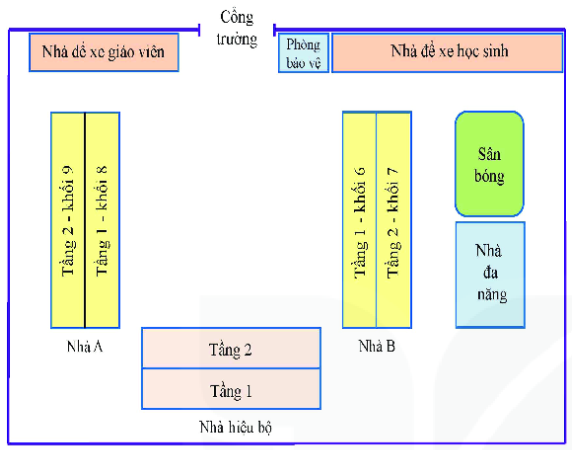 Cổng
trường
Nhà để xe giáo viên
Phòng
bảo vệ
Nhà để xe học sinh
Tầng 2 - khối 9
Tầng 1 - khối 8
Tầng 1 - khối 6
Tầng 2 - khối 7
Sân
bóng
Nhà
đa
năng
Nhà A
Nhà B
Tầng 2
Tầng 1
Nhà hiệu bộ